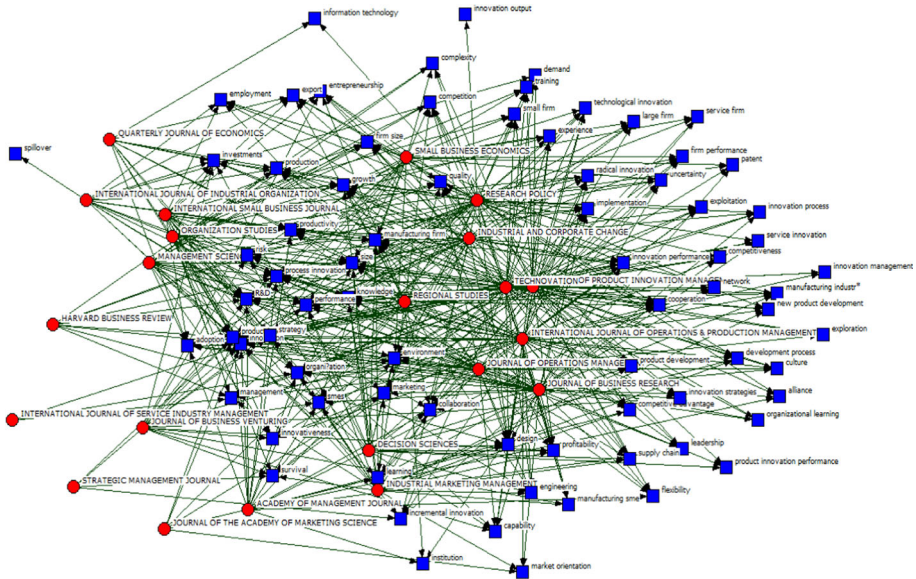 innovation output
information technology
complexity
demand
training
entrepreneurship
export
employment
competition
small firm
technological innovation
large firm
service firm
QUARTERLY JOURNAL OF ECONOMICS
firm size
experience
spillover
investments
production
SMALL BUSINESS ECONOMICS
firm performance
patent
growth
quality
radical innovation
uncertainty
INTERNATIONAL JOURNAL OF INDUSTRIAL ORGANIZATION
RESEARCH POLICY
INTERNATIONAL SMALL BUSINESS JOURNAL
implementation
exploitation
innovation process
ORGANIZATION STUDIES
productivity
manufacturing firm
INDUSTRIAL AND CORPORATE CHANGE
service innovation
MANAGEMENT SCIEN
risk
size
innovation performance
competitiveness
process innovation
innovation management
TECHNOVATION
OF PRODUCT INNOVATION MANAG
network
R&D
performance
knowledge
REGIONAL STUDIES
cooperation
manufacturing industr
new product development
HARVARD BUSINESS REVIEW
product
strategy
INTERNATIONAL JOURNAL OF OPERATIONS & PRODUCTION MANAGEMENT
exploration
adoption
environment
JOURNAL OF OPERATIONS MANAGE
product development
development process
culture
organization
JOURNAL OF BUSINESS RESEARCH
management
smes
marketing
innovation strategies
alliance
INTERNATIONAL JOURNAL OF SERVICE INDUSTRY MANAGEMENT
collaboration
competitive advantage
organizational learning
JOURNAL OF BUSINESS VENTURING
innovativeness
DECISION SCIENCES
design
profitability
leadership
supply chain
product innovation performance
survival
learning
STRATEGIC MANAGEMENT JOURNAL
INDUSTRIAL MARKETING MANAGEMENT
engineering
flexibility
ACADEMY OF MANAGEMENT JOURNAL
manufacturing sme
JOURNAL OF THE ACADEMY OF MARKETING SCIENCE
incremental innovation
capability
institution
market orientation